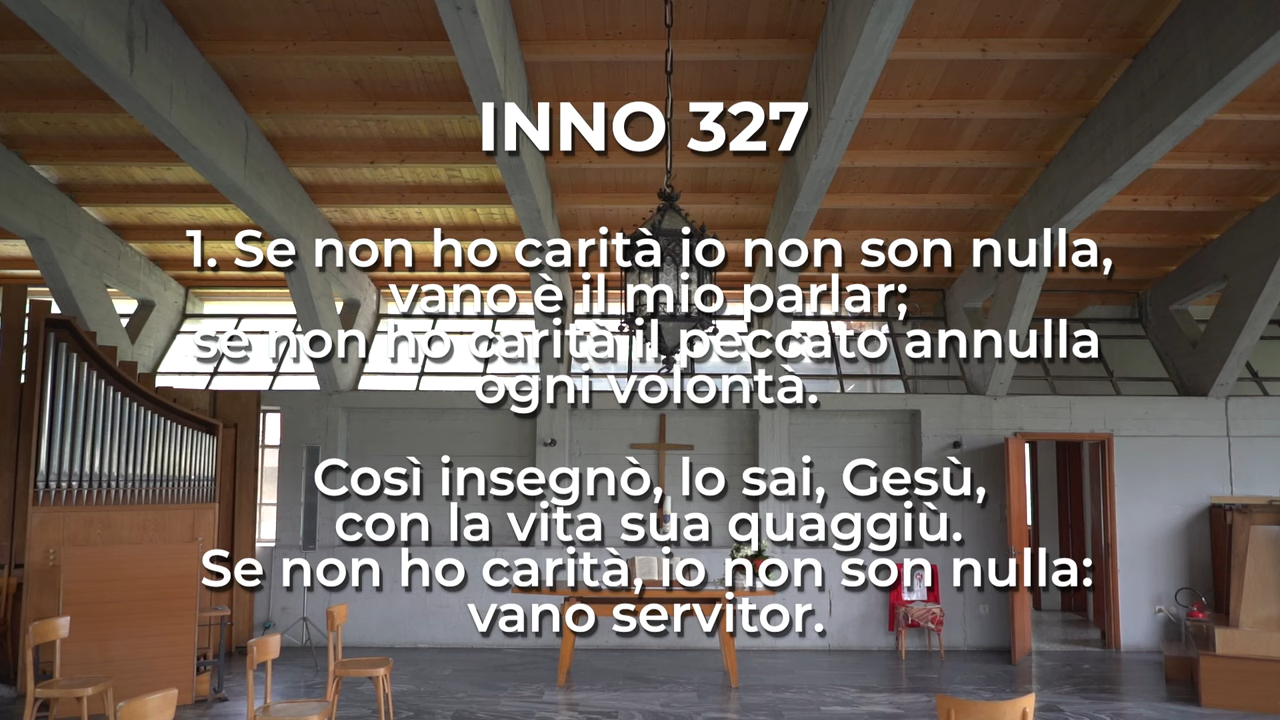 INNO 327
1. Se non ho carità io non son nulla,
vano è il mio parlar;
se non ho carità il peccato annulla
ogni volontà.
Così insegnò, lo sai, Gesù,
con la vita sua quaggiù.
Se non ho carità, io non son nulla:
vano servitor.